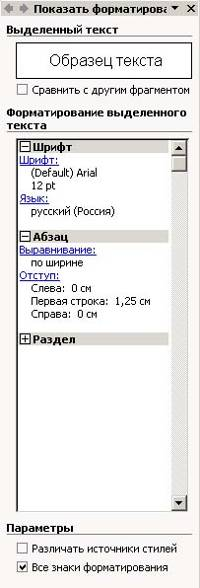 Показать форматирова
Выделенный текст
Образец текста
Сравнить с другим фрагментом
Форматирование выделенного
текста
Шрифт
Шрифт:
(Default) Arial
12 pt
Язык:
русский (Россия)
Абзац
Выравнивание:
по ширине
Отступ:
Слева: 0 см
Первая строка: 1,25 см
Справа: 0 см
Раздел
Параметры
Различать источники стилей
Все знаки форматирования